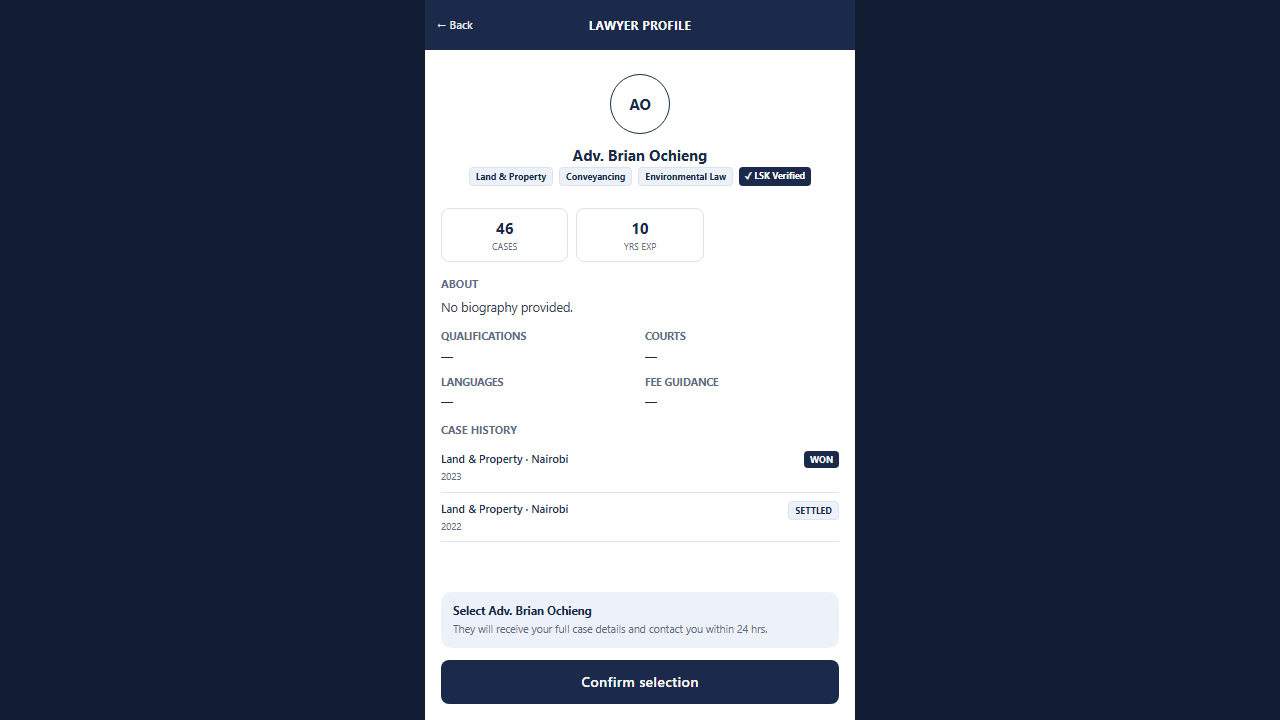 ← Back
LAWYER PROFILE
AO
Adv. Brian Ochieng
Land & Property Conveyancing Environmental Law ✓ LSK Verified
46 10
CASES YRS EXP
ABOUT
No biography provided.
QUALIFICATIONS COURTS
— —
LANGUAGES FEE GUIDANCE
— —
CASE HISTORY
Land & Property · Nairobi WON
2023
Land & Property · Nairobi SETTLED
2022
Select Adv. Brian Ochieng
They will receive your full case details and contact you within 24 hrs.
Confirm selection